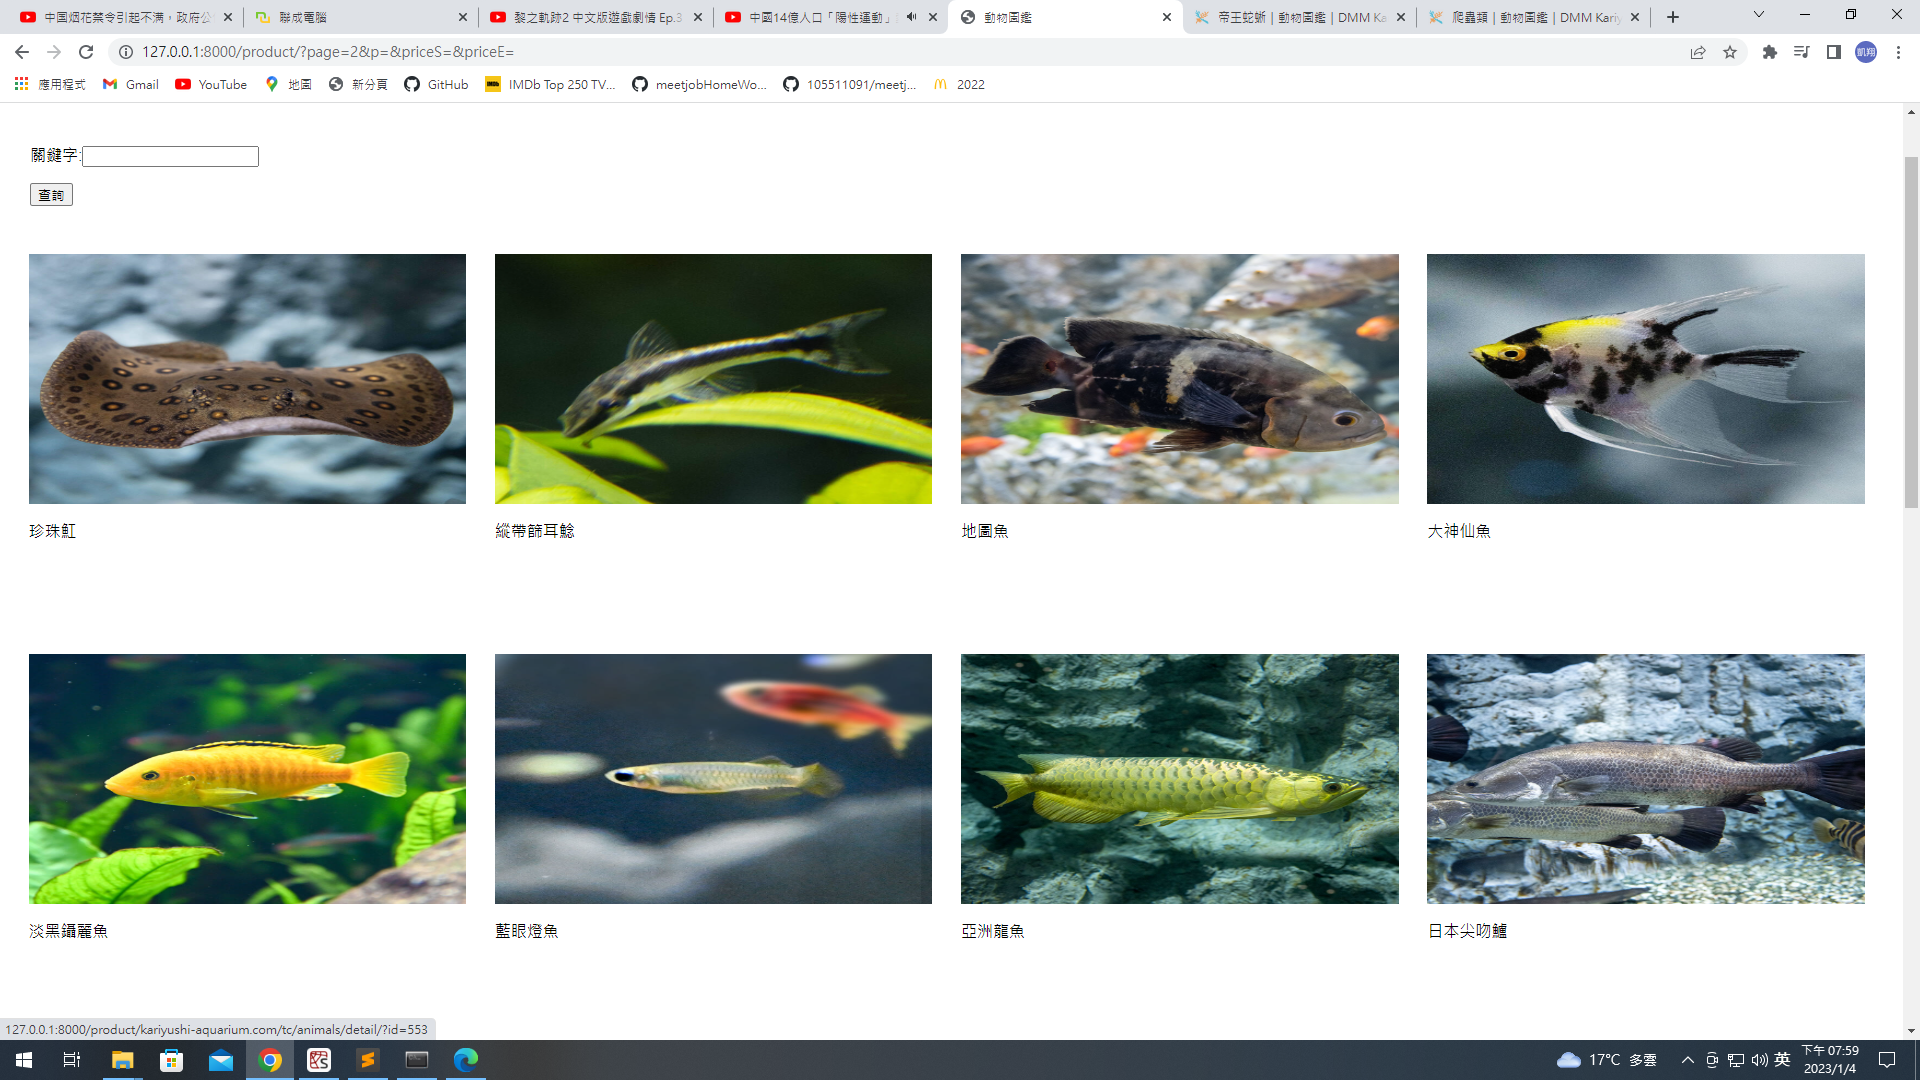 中国烟花禁令引起不满，政府公
聯成電腦
黎之軌跡2 中文版遊戲劇情 Ep.3
中國14億人口「陽性運動」
動物圖鑑
帝王蛇蜥 | 動物圖鑑 | DMM Ka
爬蟲類 | 動物圖鑑 | DMM Kariy
127.0.0.1:8000/product/?page=2&p=&priceS=&priceE=
凱翔
應用程式
Gmail
YouTube
地圖
新分頁
GitHub
IMDb Top 250 TV...
meetjobHomeWo...
105511091/meetj...
2022
關鍵字:
查詢
珍珠魟
縱帶篩耳鯰
地圖魚
大神仙魚
淡黑鑷麗魚
藍眼燈魚
亞洲龍魚
日本尖吻鱸
127.0.0.1:8000/product/kariyushi-aquarium.com/tc/animals/detail/?id=553
17°C 多雲
英
下午 07:59
2023/1/4